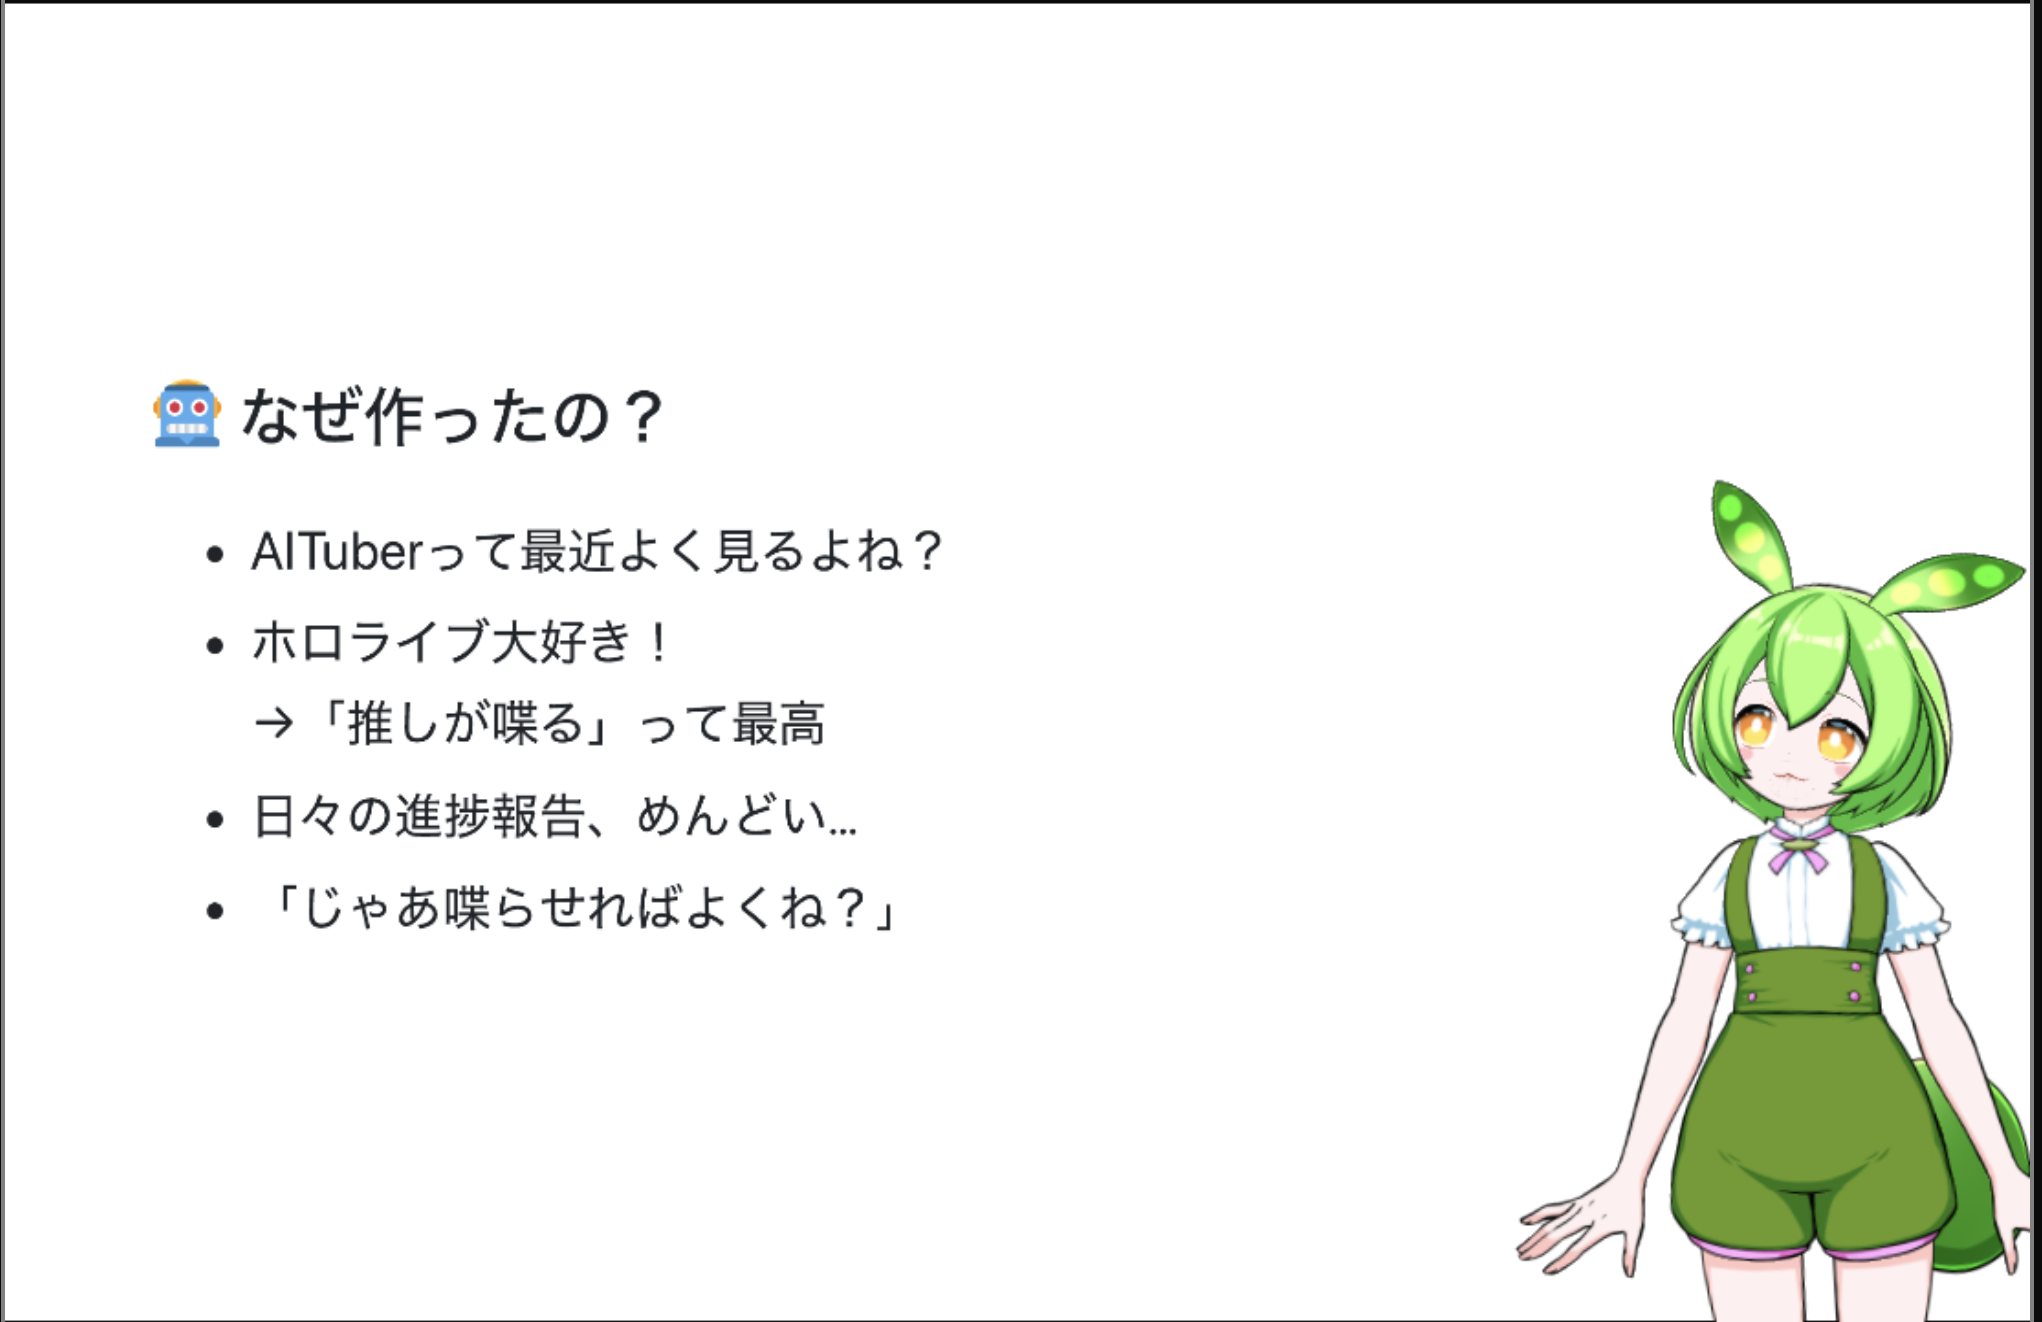 🤖 なぜ作ったの？
• AITuberって最近よく見るよね？
• ホロライブ大好き！
→「推しが喋る」って最高
• 日々の進捗報告、めんどい...
• 「じゃあ喋らせればよくね？」